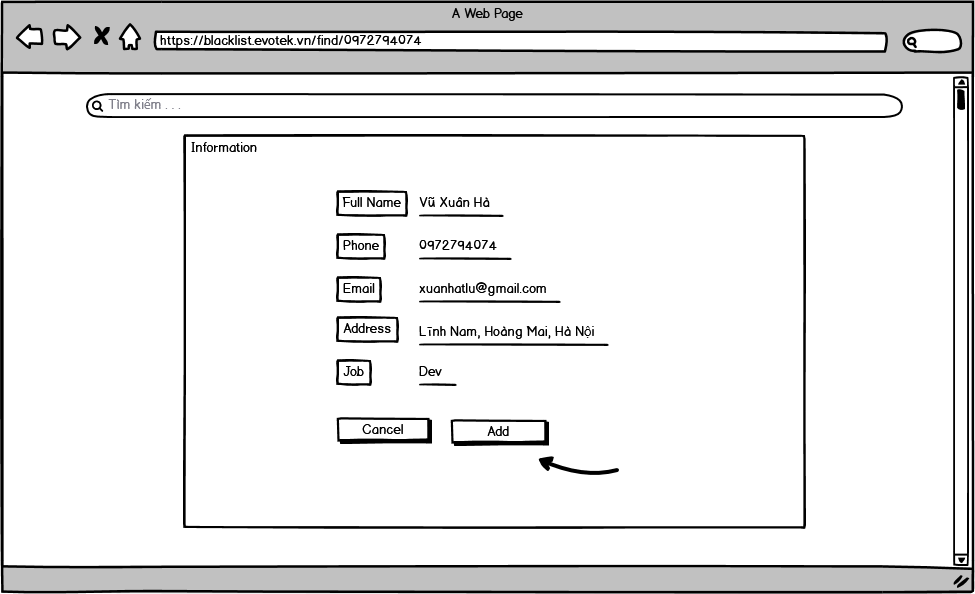 A Web Page
https://blacklist.evotek.vn/find/0972794074
Tìm kiếm . . .
Information
Full Name Vũ Xuân Hà
Phone 0972794074
Email xuanhatlu@gmail.com
Address Lĩnh Nam, Hoàng Mai, Hà Nội
Job Dev
Cancel Add